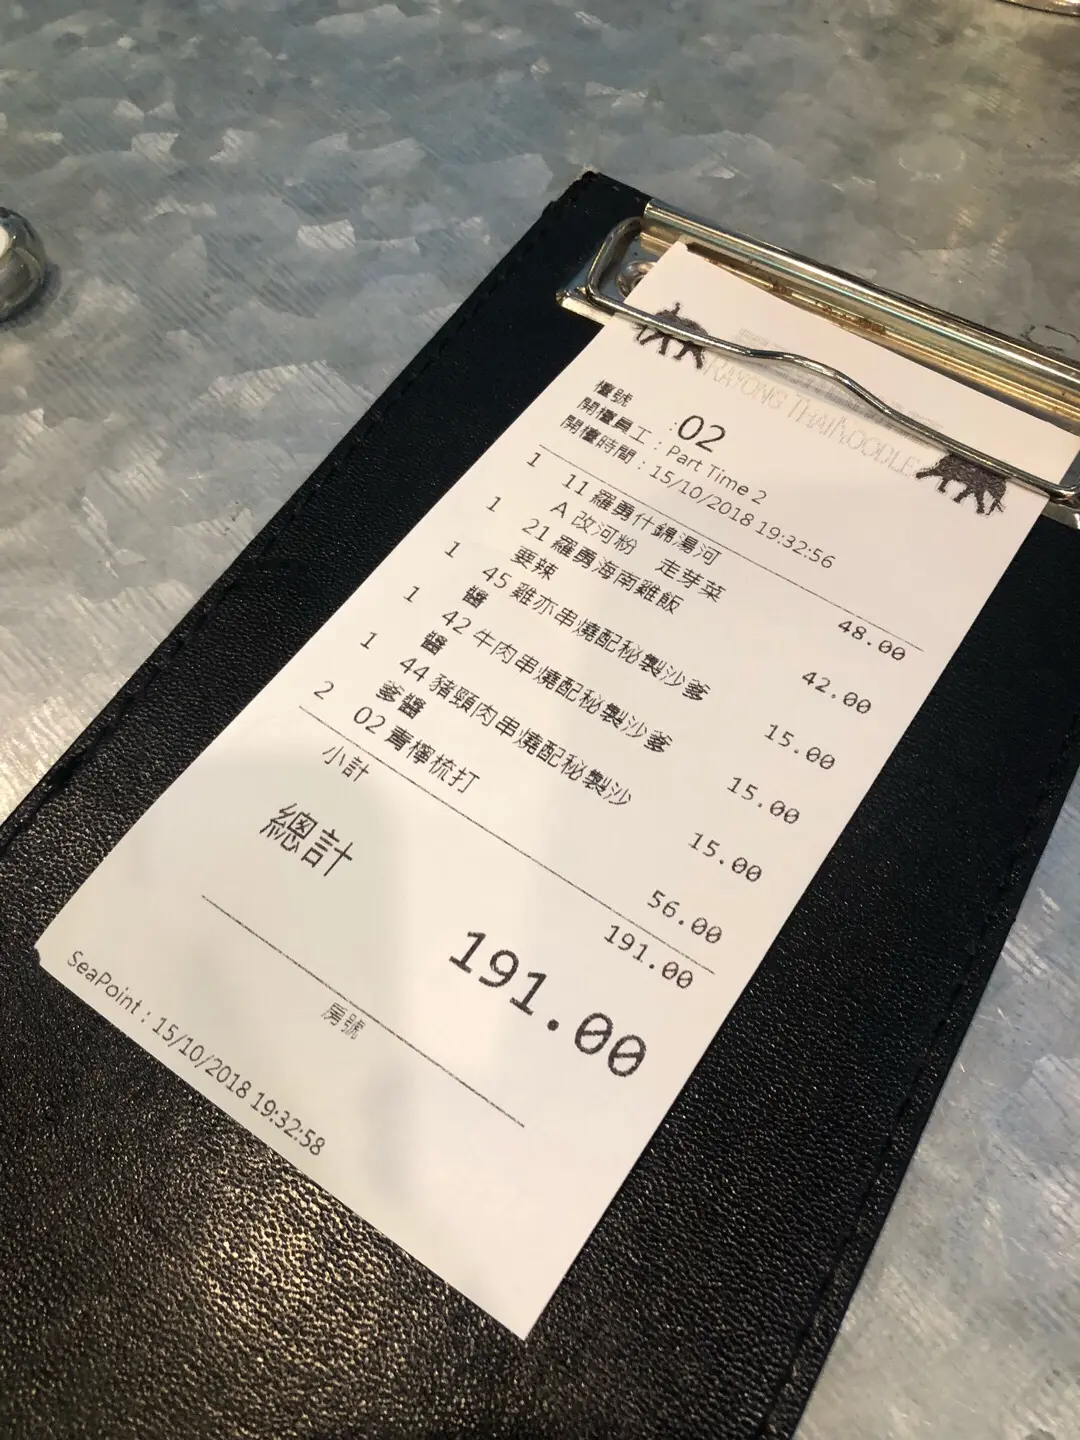 RAYONG THAI NOODLE
檯號 :02
開檯員工 : Part Time 2
開檯時間 : 15/10/2018 19:32:56
1 11 羅勇什錦湯河 48.00
A 改河粉 走芽菜
1 21 羅勇海南雞飯 42.00
要辣
1 45 雞亦串燒配秘製沙爹 15.00
醬
1 42 牛肉串燒配秘製沙爹 15.00
醬
1 44 豬頸肉串燒配秘製沙 15.00
爹醬
2 02 青檸梳打 56.00
小計 191.00
總計
191.00
房號
SeaPoint : 15/10/2018 19:32:58